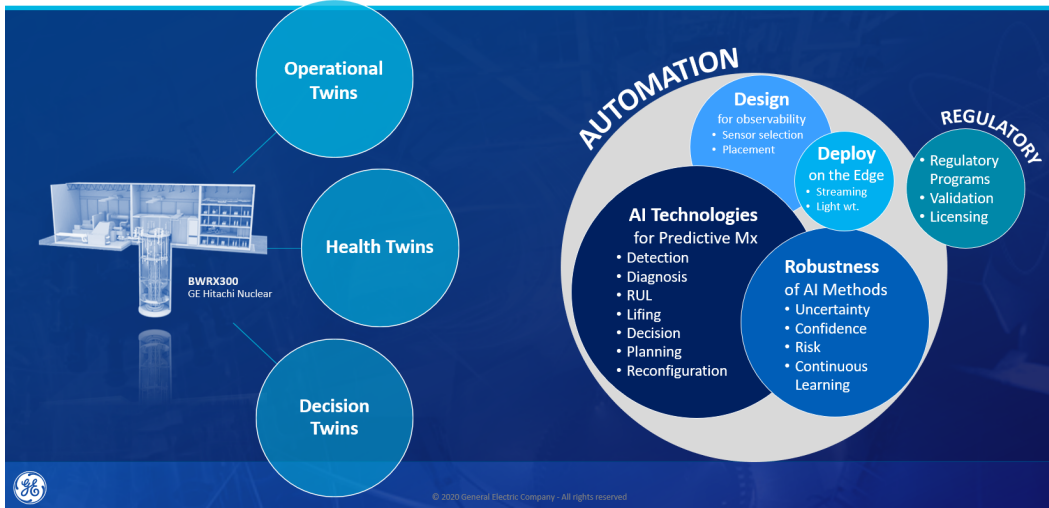 Operational
Twins
Health Twins
Decision
Twins
BWRX300
GE Hitachi Nuclear
AUTOMATION
Design
for observability
• Sensor selection
• Placement
Deploy
on the Edge
• Streaming
• Light wt.
AI Technologies
for Predictive Mx
• Detection
• Diagnosis
• RUL
• Lifing
• Decision
• Planning
• Reconfiguration
Robustness
of AI Methods
• Uncertainty
• Confidence
• Risk
• Continuous
Learning
REGULATORY
• Regulatory
Programs
• Validation
• Licensing
GE
© 2020 General Electric Company - All rights reserved